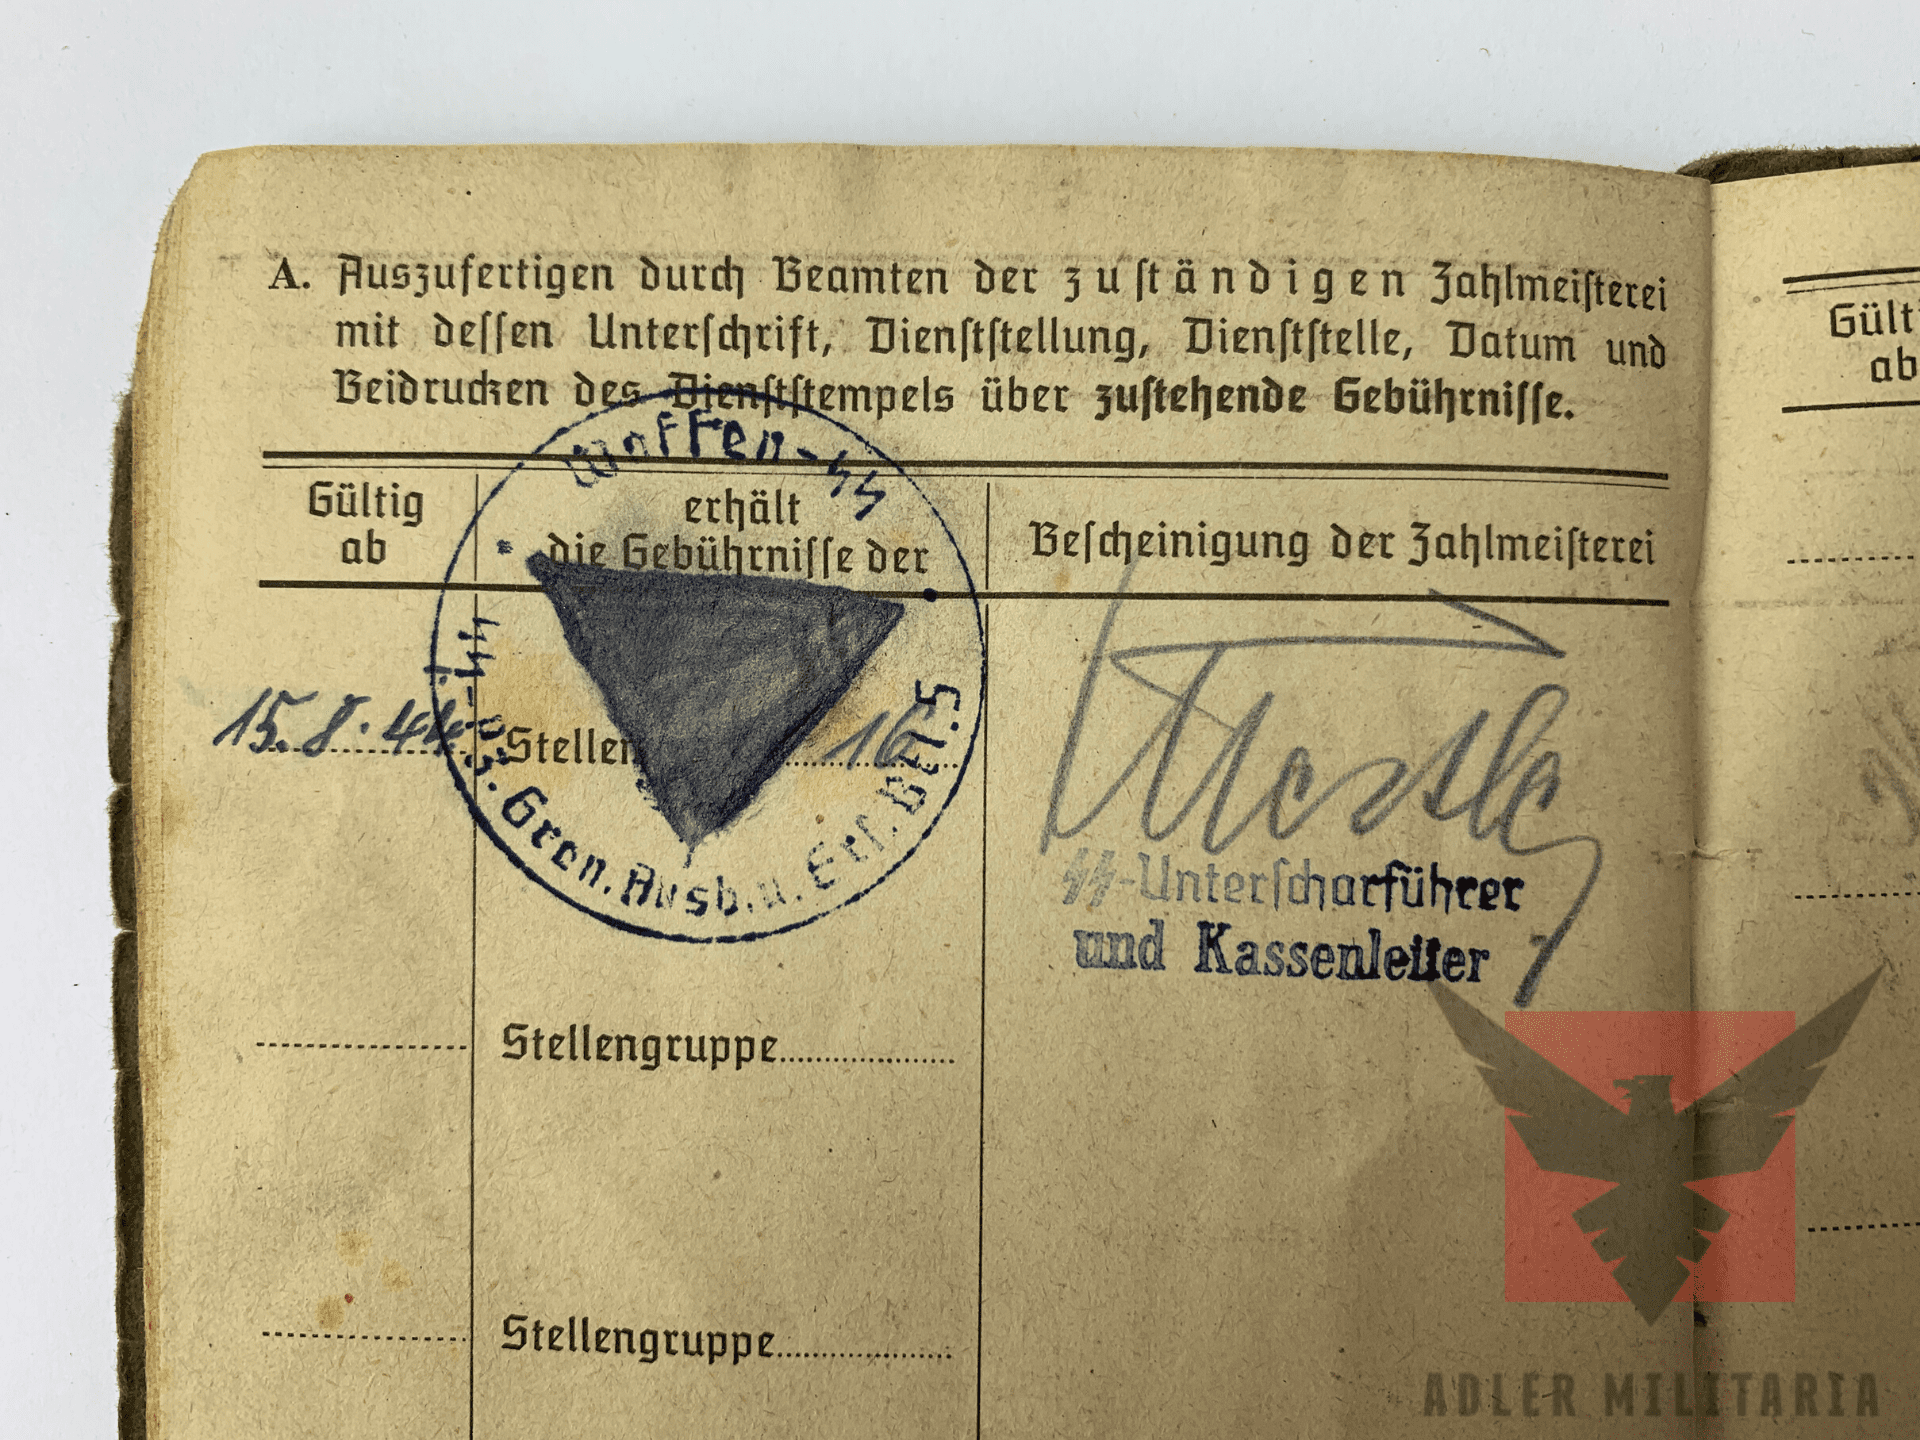 A. Auszufertigen durch Beamten der zuständigen Zahlmeisterei
mit dessen Unterschrift, Dienststellung, Dienststelle, Datum und
Beidrucken des Dienststempels über zustehende Gebührnisse.
Gültig
ab
erhält
die Gebührnisse der
Bescheinigung der Zahlmeisterei
Waffen-SS
Gren. Ausb. u. Ers. Btl. 5
15.8.44
Stellen 16
SS-Unterscharführer
und Kassenleiter
Stellengruppe
Stellengruppe
Gült
ab
ADLER MILITARIA